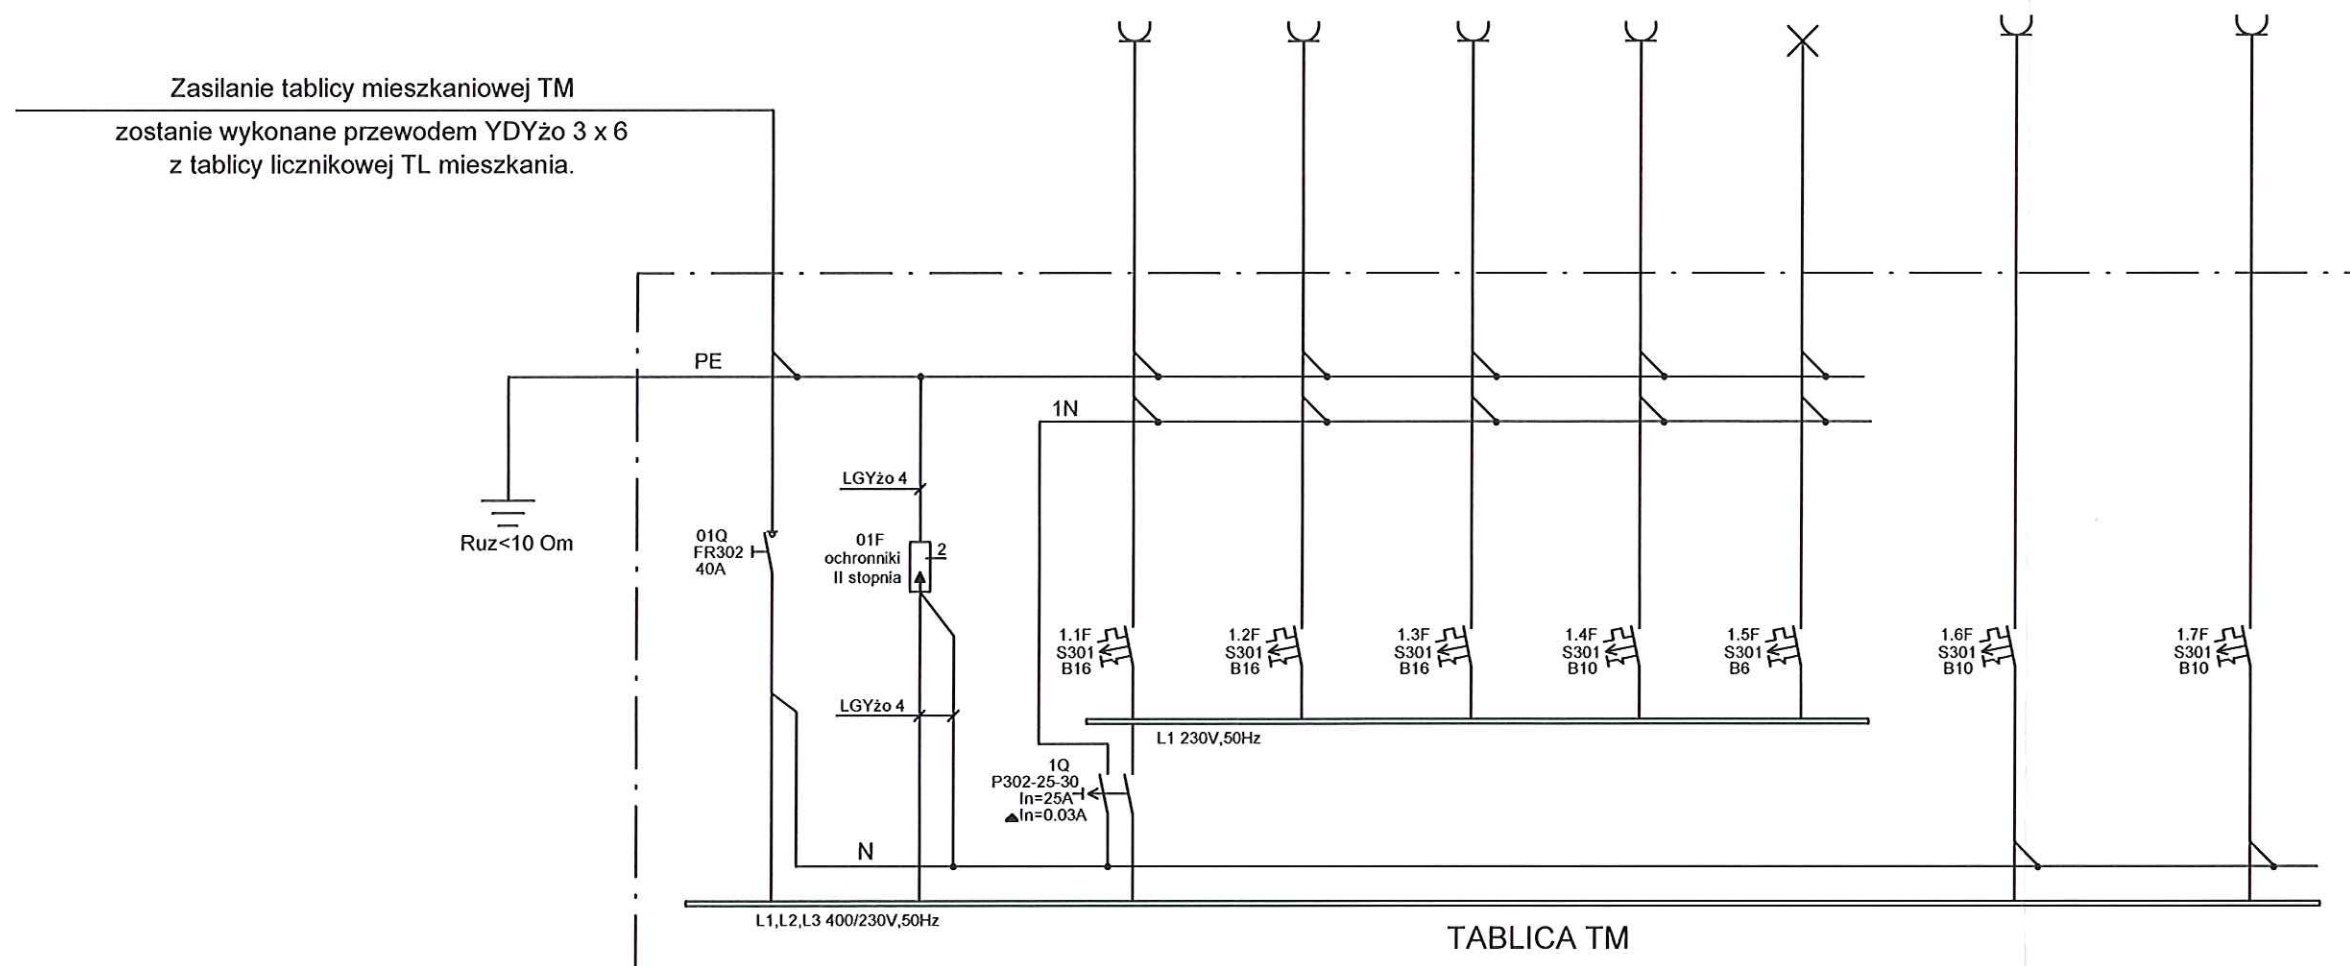 Zasilanie tablicy mieszkaniowej TM
zostanie wykonane przewodem YDYżo 3 x 6
z tablicy licznikowej TL mieszkania.
PE
1N
LGYżo 4
Ruz<10 Om
01Q
FR302
40A
01F
ochronniki
II stopnia
2
1.1F
S301
B16
1.2F
S301
B16
1.3F
S301
B16
1.4F
S301
B10
1.5F
S301
B6
1.6F
S301
B10
1.7F
S301
B10
LGYżo 4
L1 230V,50Hz
1Q
P302-25-30
In=25A
▲In=0.03A
N
L1,L2,L3 400/230V,50Hz
TABLICA TM